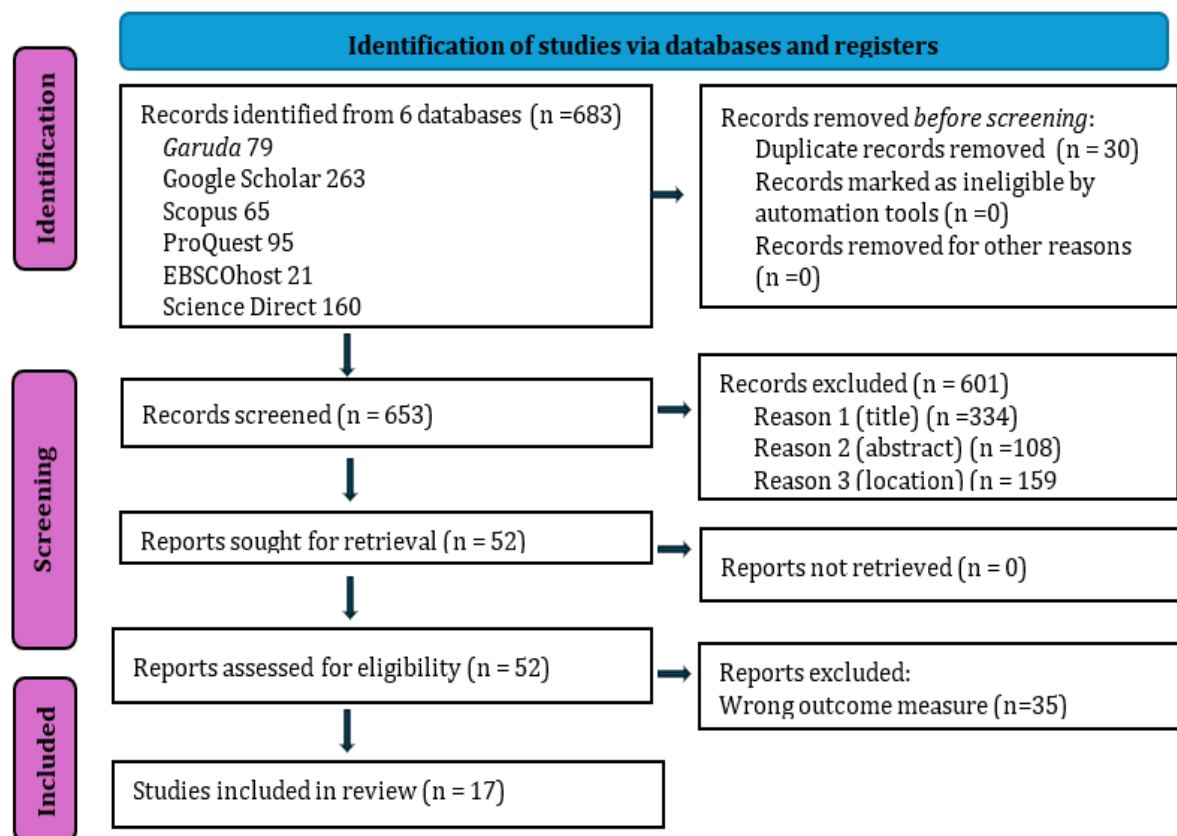 Identification of studies via databases and registers
Identification
Records identified from 6 databases (n =683)
Garuda 79
Google Scholar 263
Scopus 65
ProQuest 95
EBSCOhost 21
Science Direct 160
Records removed before screening:
Duplicate records removed (n = 30)
Records marked as ineligible by
automation tools (n =0)
Records removed for other reasons
(n =0)
Screening
Records screened (n = 653)
Records excluded (n = 601)
Reason 1 (title) (n =334)
Reason 2 (abstract) (n =108)
Reason 3 (location) (n = 159
Reports sought for retrieval (n = 52)
Reports not retrieved (n = 0)
Reports assessed for eligibility (n = 52)
Reports excluded:
Wrong outcome measure (n=35)
Included
Studies included in review (n = 17)